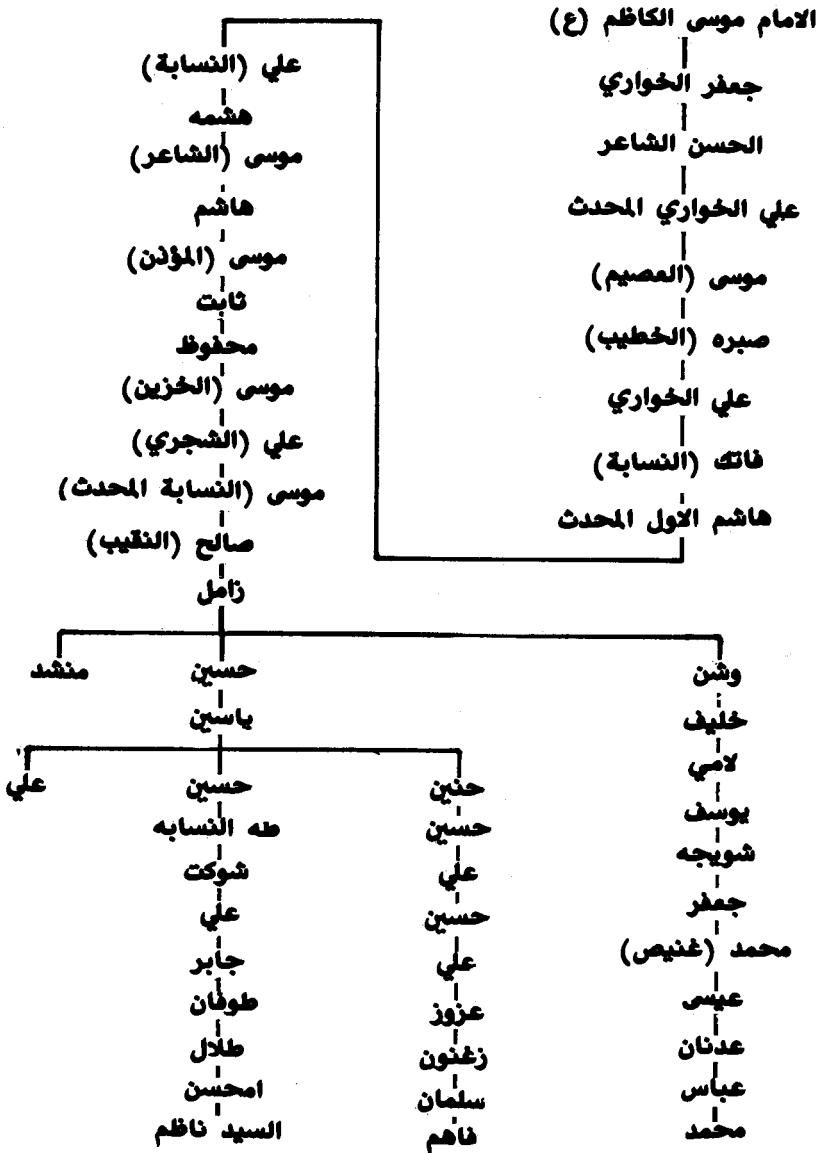 الامام موسى الكاظم (ع)
جعفر الخواري
الحسن الشاعر
علي الخواري المحدث
موسى (العصيم)
صبره (الخطيب)
علي الخواري
فاتك (النسابة)
هاشم الاول المحدث
علي (النسابة)
هشمه
موسى (الشاعر)
هاشم
موسى (المؤذن)
ثابت
محفوظ
موسى (الخزين)
علي (الشجري)
موسى (النسابة المحدث)
صالح (النقيب)
زامل
وشن
حسين
منشد
خليف
لامي
يوسف
شويجه
جعفر
محمد (غنيص)
عيسى
عدنان
عباس
محمد
ياسين
حنين
حسين
علي
حسين
علي
حسين
علي
عزوز
زغنون
سلمان
فاهم
طه النسابه
شوكت
علي
جابر
طوفان
طلال
امحسن
السيد ناظم